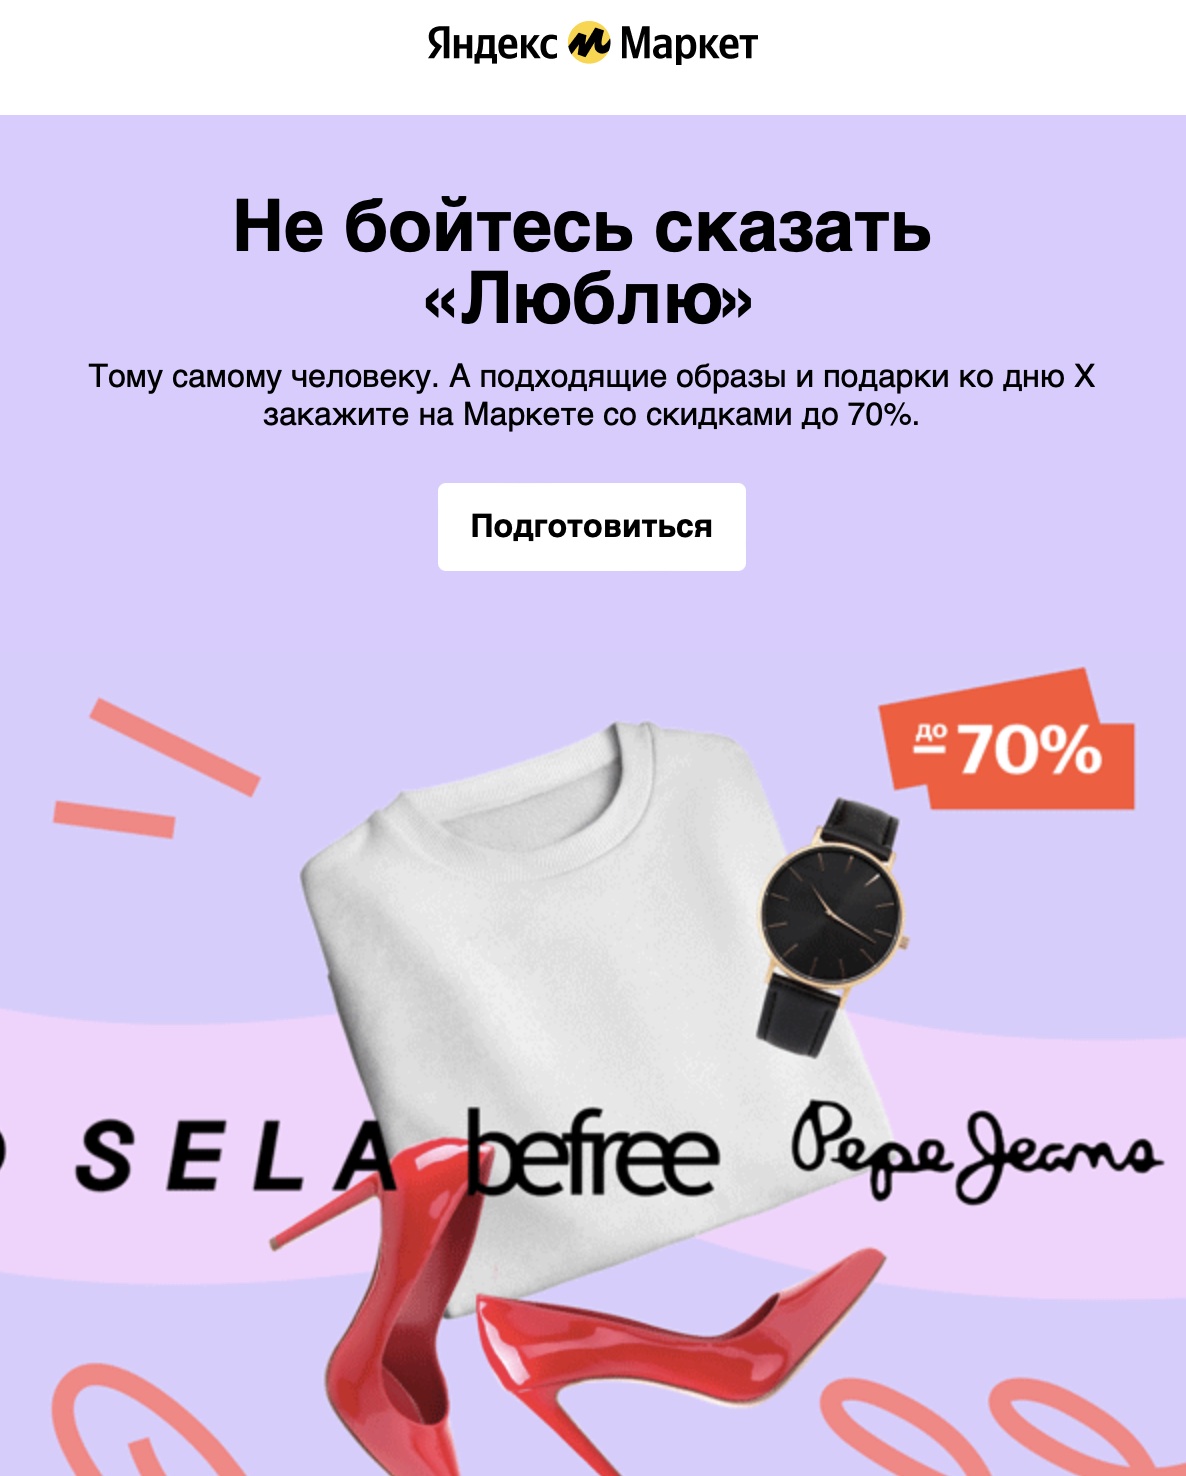 Яндекс Маркет
Не бойтесь сказать
«Люблю»
Тому самому человеку. А подходящие образы и подарки ко дню X
закажите на Маркете со скидками до 70%.
Подготовиться
до 70%
SELA befree Pepe Jeans